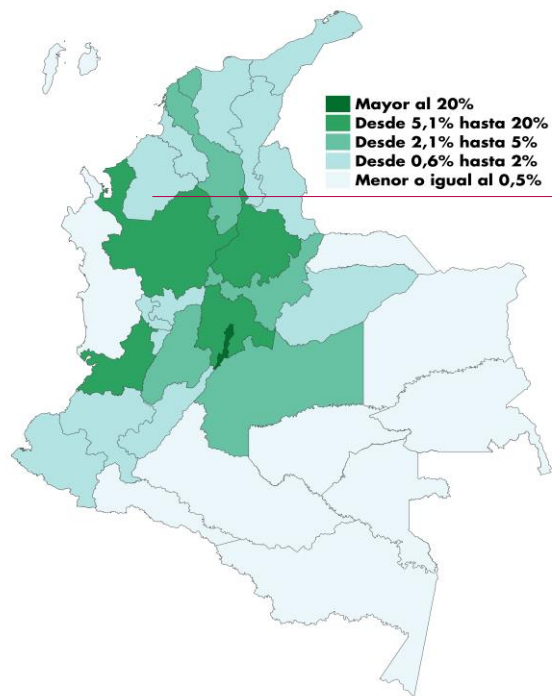 Mayor al 20%
Desde 5,1% hasta 20%
Desde 2,1% hasta 5%
Desde 0,6% hasta 2%
Menor o igual al 0,5%